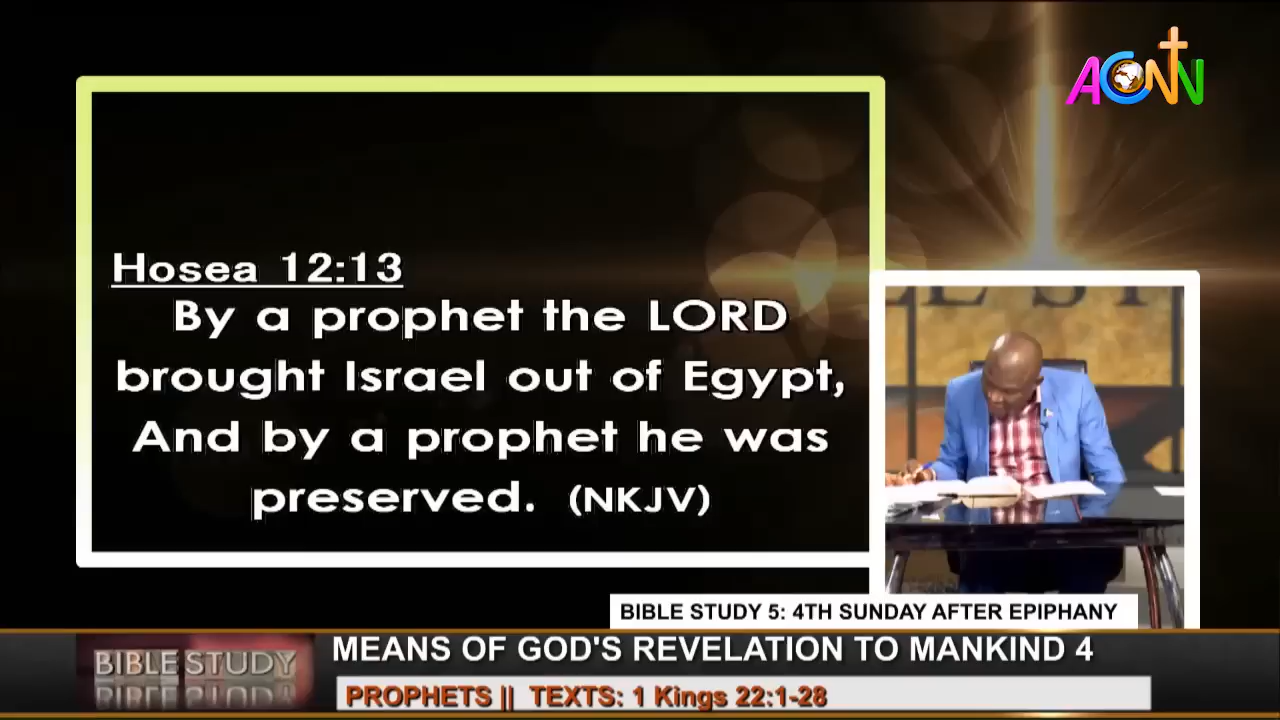 ACNN
Hosea 12:13
By a prophet the LORD
brought Israel out of Egypt,
And by a prophet he was
preserved. (NKJV)
BIBLE STUDY 5: 4TH SUNDAY AFTER EPIPHANY
BIBLE STUDY
MEANS OF GOD'S REVELATION TO MANKIND 4
PROPHETS || TEXTS: 1 Kings 22:1-28